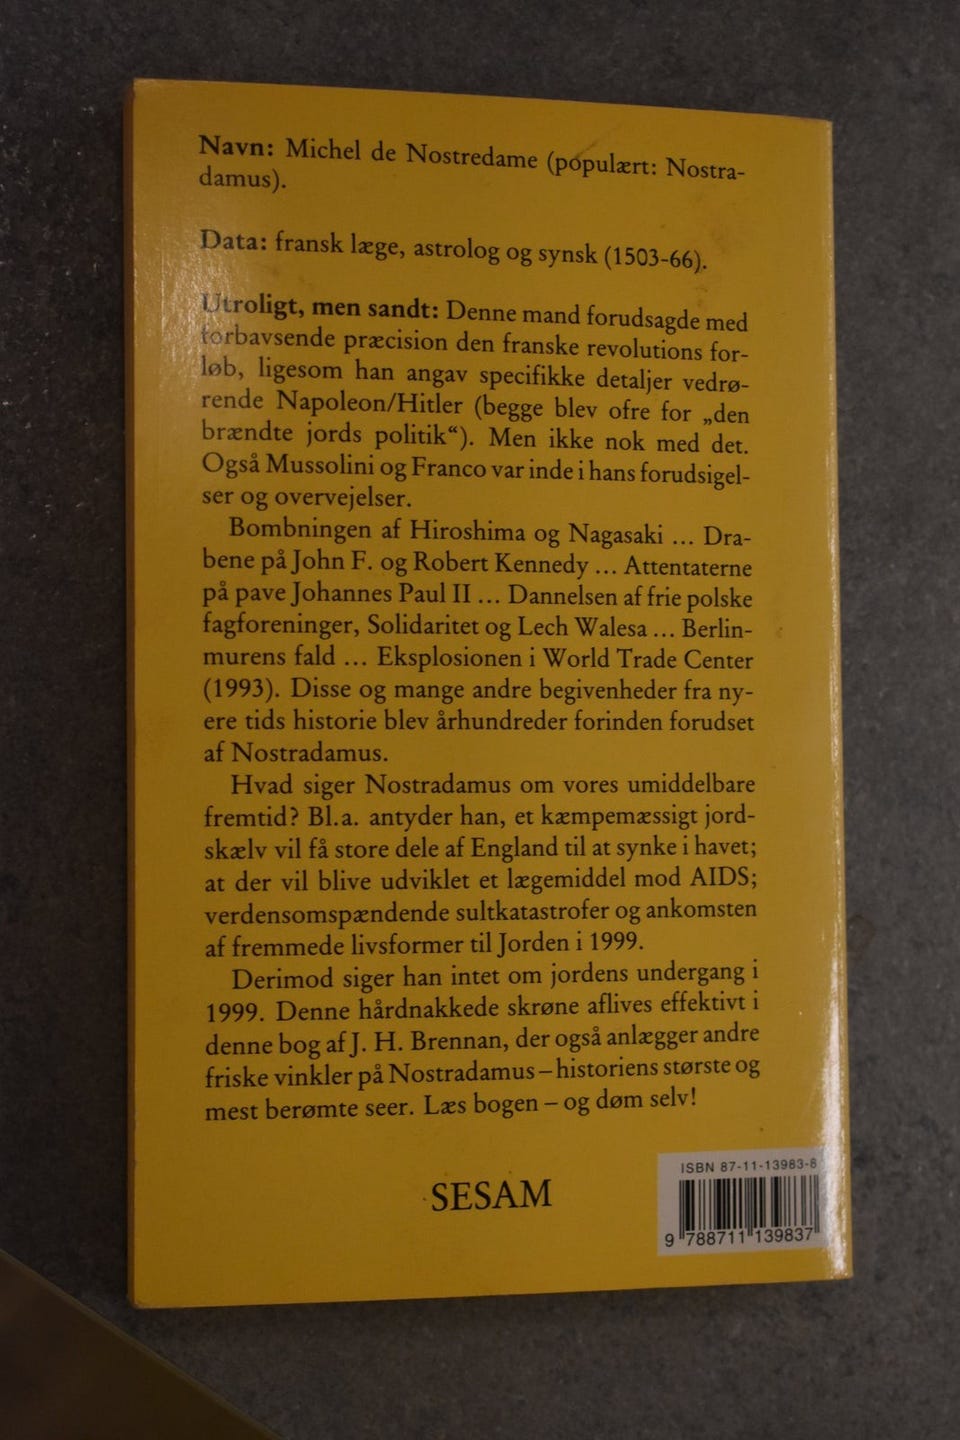 Navn: Michel de Nostredame (populært: Nostra-
damus).
Data: fransk læge, astrolog og synsk (1503-66).
Utroligt, men sandt: Denne mand forudsagde med
forbavsende præcision den franske revolutions for-
løb, ligesom han angav specifikke detaljer vedrø-
rende Napoleon/Hitler (begge blev ofre for „den
brændte jords politik“). Men ikke nok med det.
Også Mussolini og Franco var inde i hans forudsigel-
ser og overvejelser.
Bombningen af Hiroshima og Nagasaki ... Dra-
bene på John F. og Robert Kennedy ... Attentaterne
på pave Johannes Paul II ... Dannelsen af frie polske
fagforeninger, Solidaritet og Lech Walesa ... Berlin-
murens fald ... Eksplosionen i World Trade Center
(1993). Disse og mange andre begivenheder fra ny-
ere tids historie blev århundreder forinden forudset
af Nostradamus.
Hvad siger Nostradamus om vores umiddelbare
fremtid? Bl.a. antyder han, et kæmpemæssigt jord-
skælv vil få store dele af England til at synke i havet;
at der vil blive udviklet et lægemiddel mod AIDS;
verdensomspændende sultkatastrofer og ankomsten
af fremmede livsformer til Jorden i 1999.
Derimod siger han intet om jordens undergang i
1999. Denne hårdnakkede skrøne aflives effektivt i
denne bog af J. H. Brennan, der også anlægger andre
friske vinkler på Nostradamus – historiens største og
mest berømte seer. Læs bogen – og døm selv!
SESAM
ISBN 87-11-13983-8
9 788711 139837